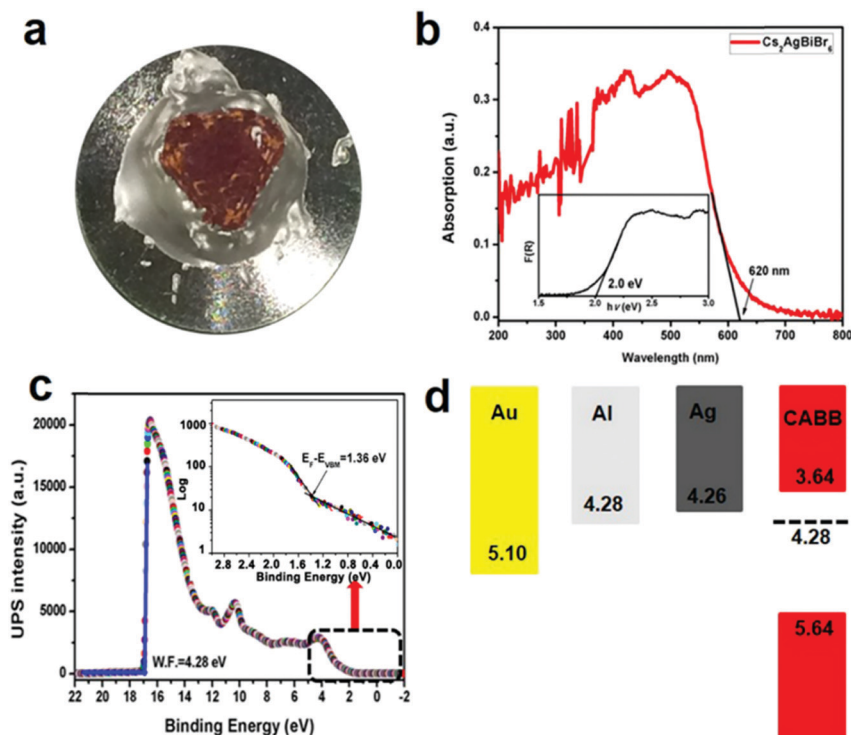 a
b
Cs₂AgBiBr₆
0.4
0.3
0.2
0.1
0.0
Absorption (a.u.)
F(R)
2.0 eV
1.5 2.0 2.5 3.0
hν (eV)
620 nm
200 300 400 500 600 700 800
Wavelength (nm)
c
20000
15000
10000
5000
0
UPS intensity (a.u.)
1000
100
10
1
Log
E_F-E_VBM=1.36 eV
2.8 2.4 2.0 1.6 1.2 0.8 0.4 0.0
Binding Energy (eV)
W.F.=4.28 eV
22 20 18 16 14 12 10 8 6 4 2 0 -2
Binding Energy (eV)
d
Au Al Ag CABB
3.64
4.28 4.26
4.28
5.10
5.64